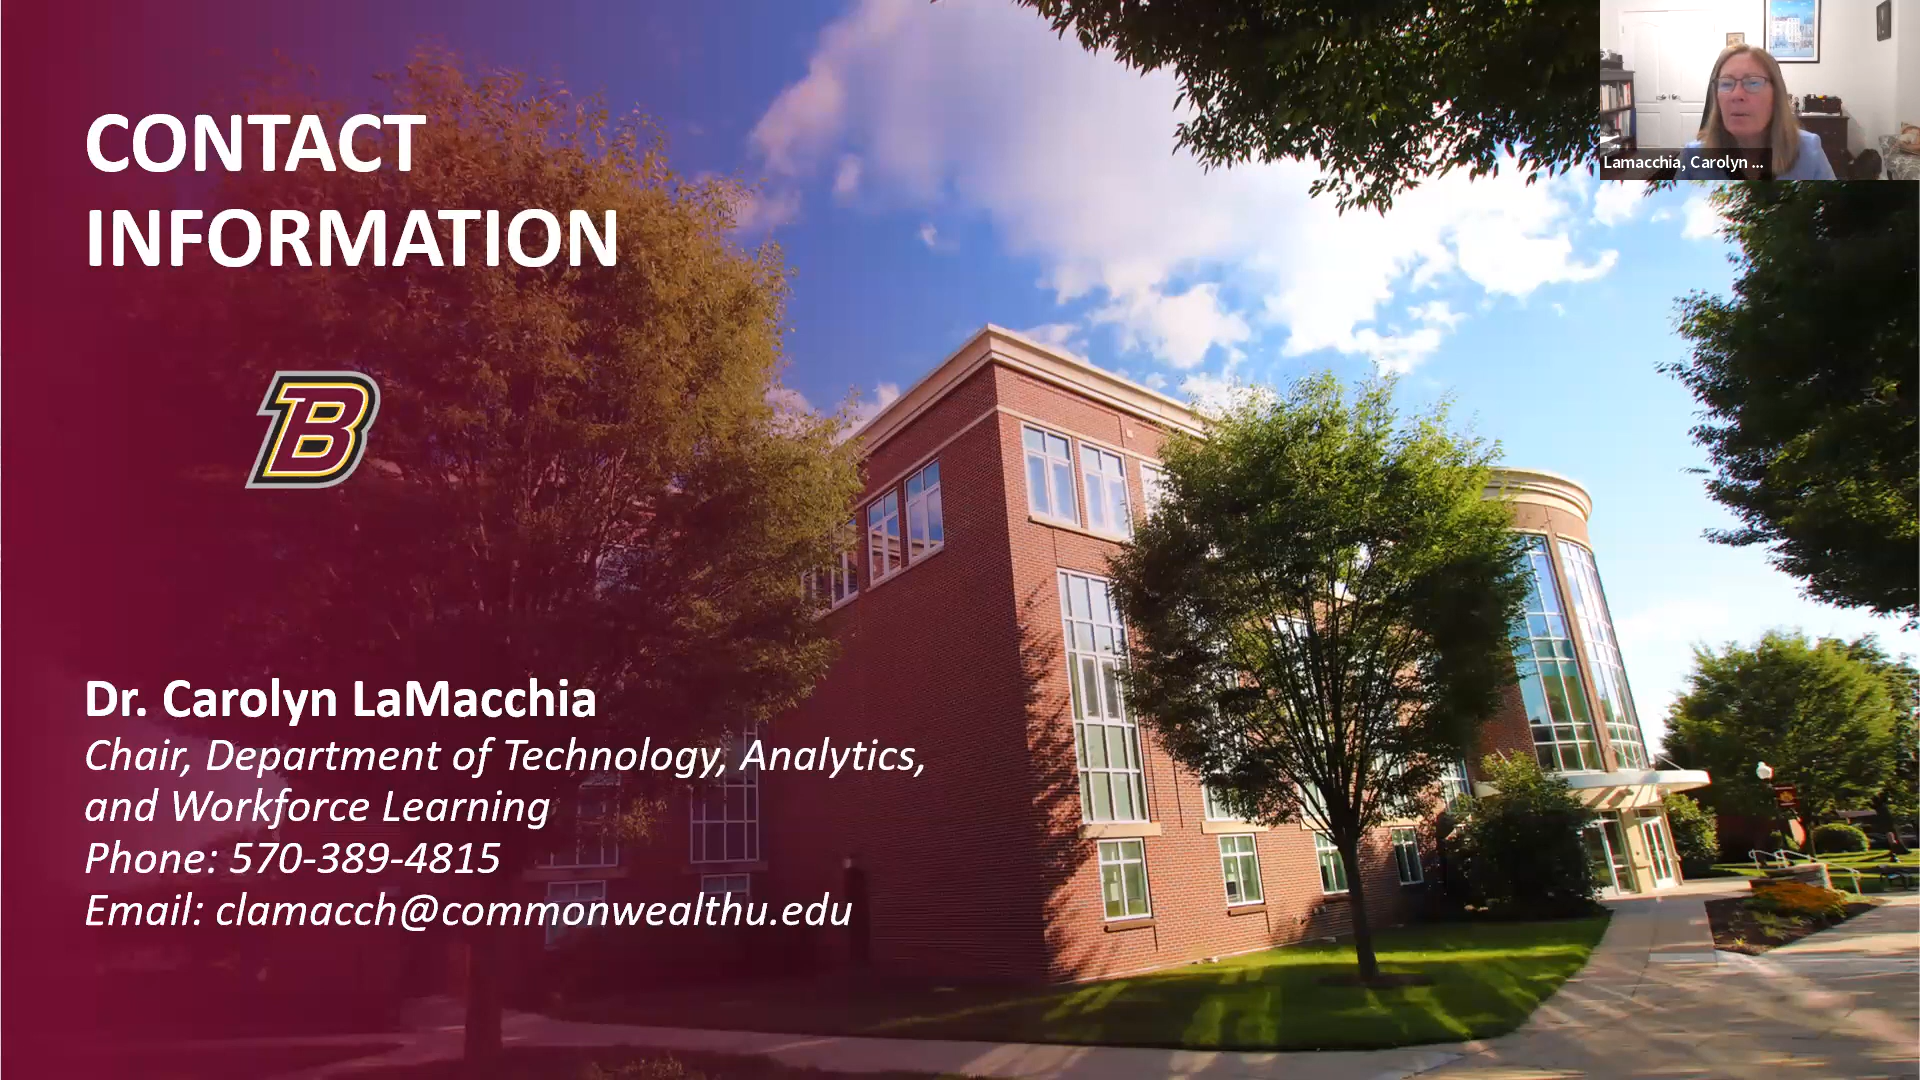 CONTACT
INFORMATION
B
Dr. Carolyn LaMacchia
Chair, Department of Technology, Analytics,
and Workforce Learning
Phone: 570-389-4815
Email: clamacch@commonwealthu.edu
Lamacchia, Carolyn ...